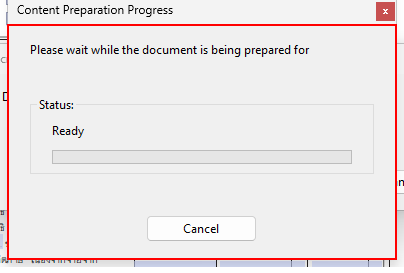 Content Preparation Progress
x
Please wait while the document is being prepared for
Status:
Ready
Cancel